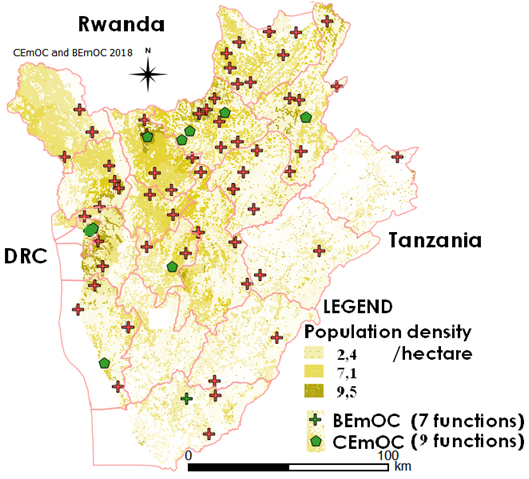 Rwanda
CEmOC and BEmOC 2018
N
DRC
Tanzania
LEGEND
Population density
/hectare
2,4
7,1
9,5
BEmOC (7 functions)
CEmOC (9 functions)
0 100
km